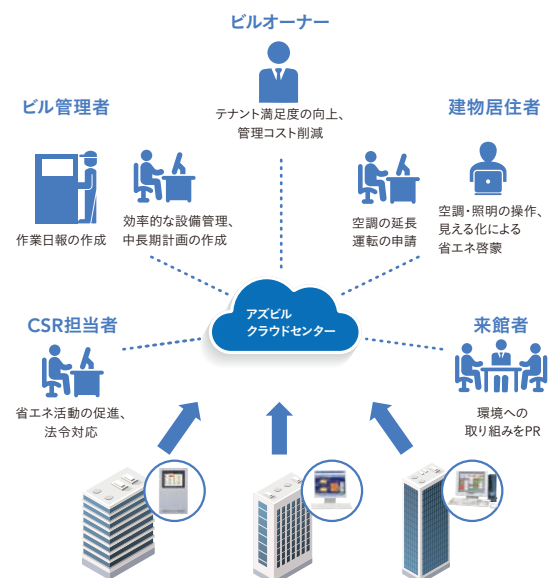 ビルオーナー
テナント満足度の向上、
管理コスト削減
ビル管理者
作業日報の作成
効率的な設備管理、
中長期計画の作成
建物居住者
空調の延長
運転の申請
空調・照明の操作、
見える化による
省エネ啓蒙
アズビル
クラウドセンター
CSR担当者
省エネ活動の促進、
法令対応
来館者
環境への
取り組みをPR